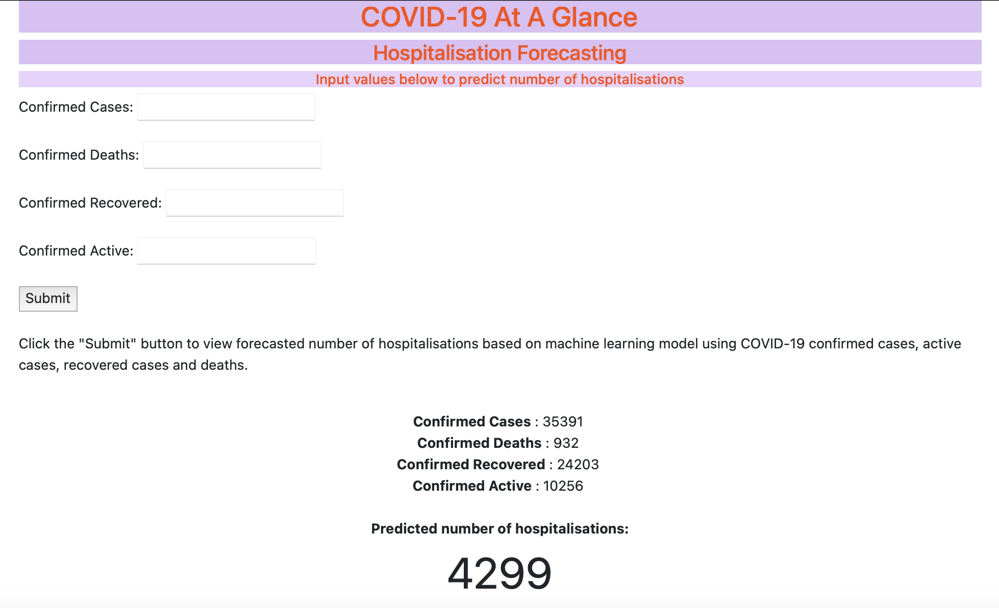 COVID-19 At A Glance
Hospitalisation Forecasting
Input values below to predict number of hospitalisations
Confirmed Cases:
Confirmed Deaths:
Confirmed Recovered:
Confirmed Active:
Submit
Click the "Submit" button to view forecasted number of hospitalisations based on machine learning model using COVID-19 confirmed cases, active
cases, recovered cases and deaths.
Confirmed Cases : 35391
Confirmed Deaths : 932
Confirmed Recovered : 24203
Confirmed Active : 10256
Predicted number of hospitalisations:
4299